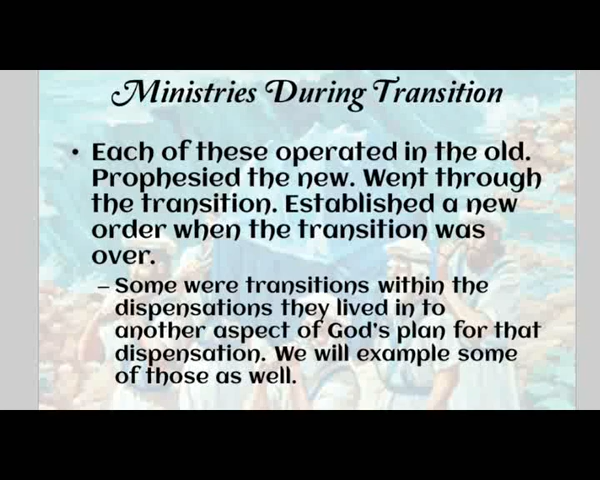 Ministries During Transition
• Each of these operated in the old.
Prophesied the new. Went through
the transition. Established a new
order when the transition was
over.
– Some were transitions within the
dispensations they lived in to
another aspect of God's plan for that
dispensation. We will example some
of those as well.